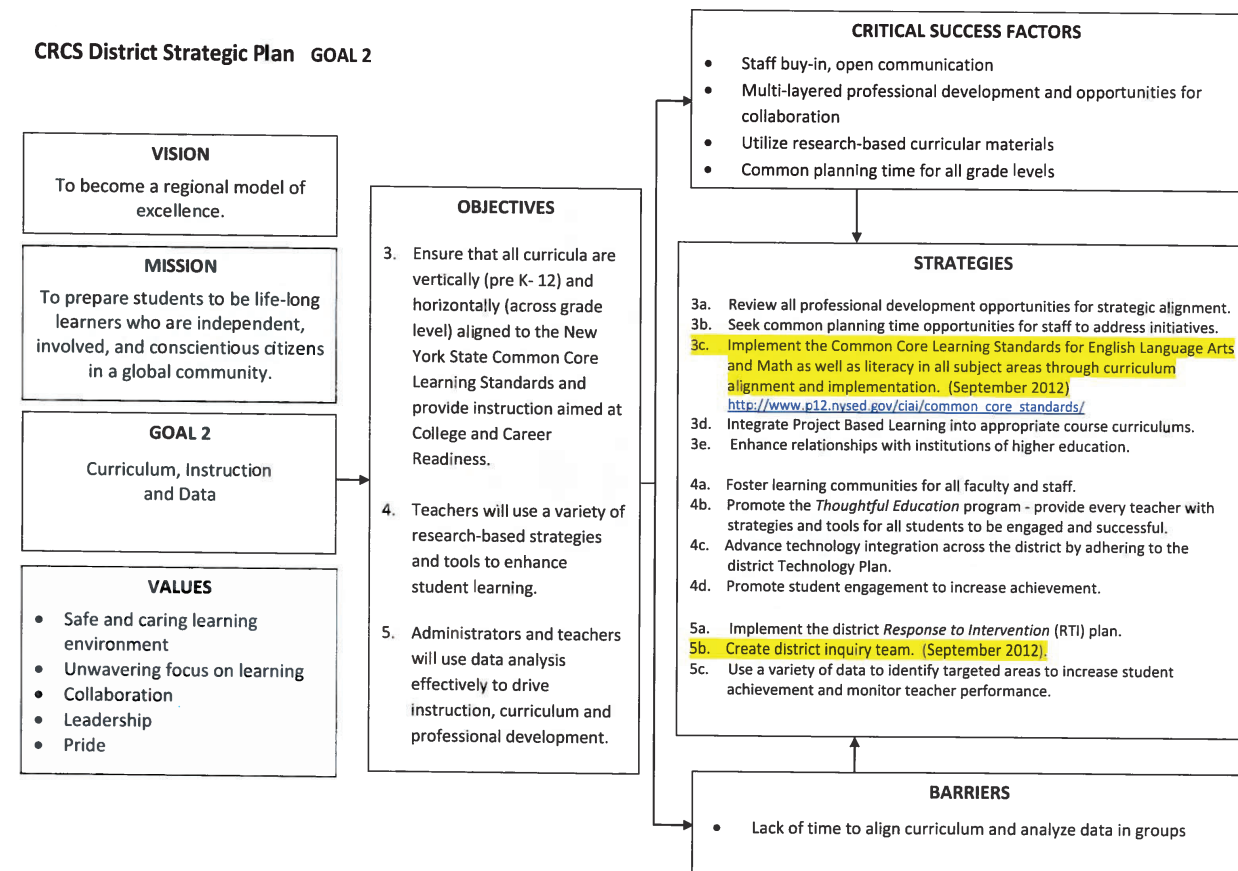 CRCS District Strategic Plan GOAL 2
VISION
To become a regional model of
excellence.
MISSION
To prepare students to be life-long
learners who are independent,
involved, and conscientious citizens
in a global community.
GOAL 2
Curriculum, Instruction
and Data
VALUES
• Safe and caring learning
environment
• Unwavering focus on learning
• Collaboration
• Leadership
• Pride
OBJECTIVES
3. Ensure that all curricula are
vertically (pre K- 12) and
horizontally (across grade
level) aligned to the New
York State Common Core
Learning Standards and
provide instruction aimed at
College and Career
Readiness.
4. Teachers will use a variety of
research-based strategies
and tools to enhance
student learning.
5. Administrators and teachers
will use data analysis
effectively to drive
instruction, curriculum and
professional development.
CRITICAL SUCCESS FACTORS
• Staff buy-in, open communication
• Multi-layered professional development and opportunities for
collaboration
• Utilize research-based curricular materials
• Common planning time for all grade levels
STRATEGIES
3a. Review all professional development opportunities for strategic alignment.
3b. Seek common planning time opportunities for staff to address initiatives.
3c. Implement the Common Core Learning Standards for English Language Arts
and Math as well as literacy in all subject areas through curriculum
alignment and implementation. (September 2012)
http://www.p12.nysed.gov/ciai/common_core_standards/
3d. Integrate Project Based Learning into appropriate course curriculums.
3e. Enhance relationships with institutions of higher education.
4a. Foster learning communities for all faculty and staff.
4b. Promote the Thoughtful Education program - provide every teacher with
strategies and tools for all students to be engaged and successful.
4c. Advance technology integration across the district by adhering to the
district Technology Plan.
4d. Promote student engagement to increase achievement.
5a. Implement the district Response to Intervention (RTI) plan.
5b. Create district inquiry team. (September 2012).
5c. Use a variety of data to identify targeted areas to increase student
achievement and monitor teacher performance.
BARRIERS
• Lack of time to align curriculum and analyze data in groups